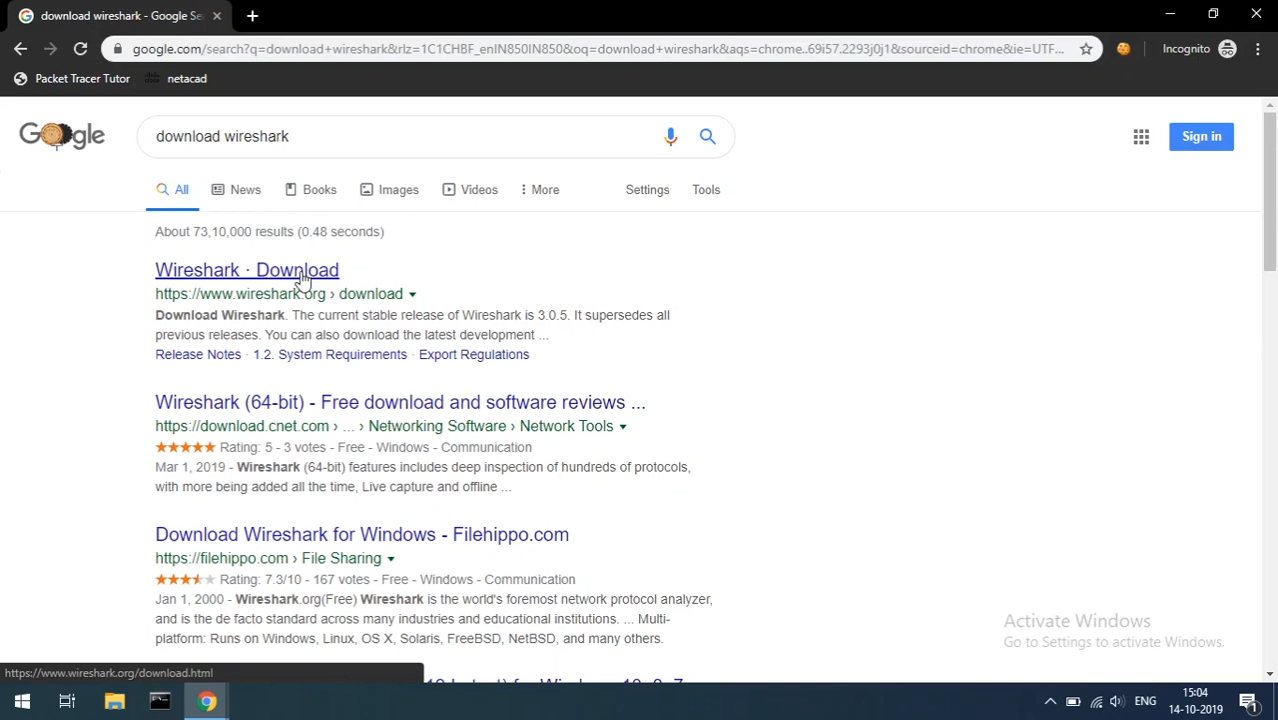 download wireshark - Google Se
google.com/search?q=download+wireshark&rlz=1C1CHBF_enIN850IN850&oq=download+wireshark&aqs=chrome..69i57.2293j0j1&sourceid=chrome&ie=UTF...
Incognito
Packet Tracer Tutor
netacad
Google
download wireshark
Sign in
All
News
Books
Images
Videos
More
Settings
Tools
About 73,10,000 results (0.48 seconds)
Wireshark · Download
https://www.wireshark.org › download
Download Wireshark. The current stable release of Wireshark is 3.0.5. It supersedes all
previous releases. You can also download the latest development ...
Release Notes · 1.2. System Requirements · Export Regulations
Wireshark (64-bit) - Free download and software reviews ...
https://download.cnet.com › ... › Networking Software › Network Tools
Rating: 5 - 3 votes - Free - Windows - Communication
Mar 1, 2019 - Wireshark (64-bit) features includes deep inspection of hundreds of protocols,
with more being added all the time, Live capture and offline ...
Download Wireshark for Windows - Filehippo.com
https://filehippo.com › File Sharing
Rating: 7.3/10 - 167 votes - Free - Windows - Communication
Jan 1, 2000 - Wireshark.org(Free) Wireshark is the world's foremost network protocol analyzer,
and is the de facto standard across many industries and educational institutions. ... Multi-
platform: Runs on Windows, Linux, OS X, Solaris, FreeBSD, NetBSD, and many others.
Activate Windows
Go to Settings to activate Windows.
https://www.wireshark.org/download.html
ENG
15:04
14-10-2019
1